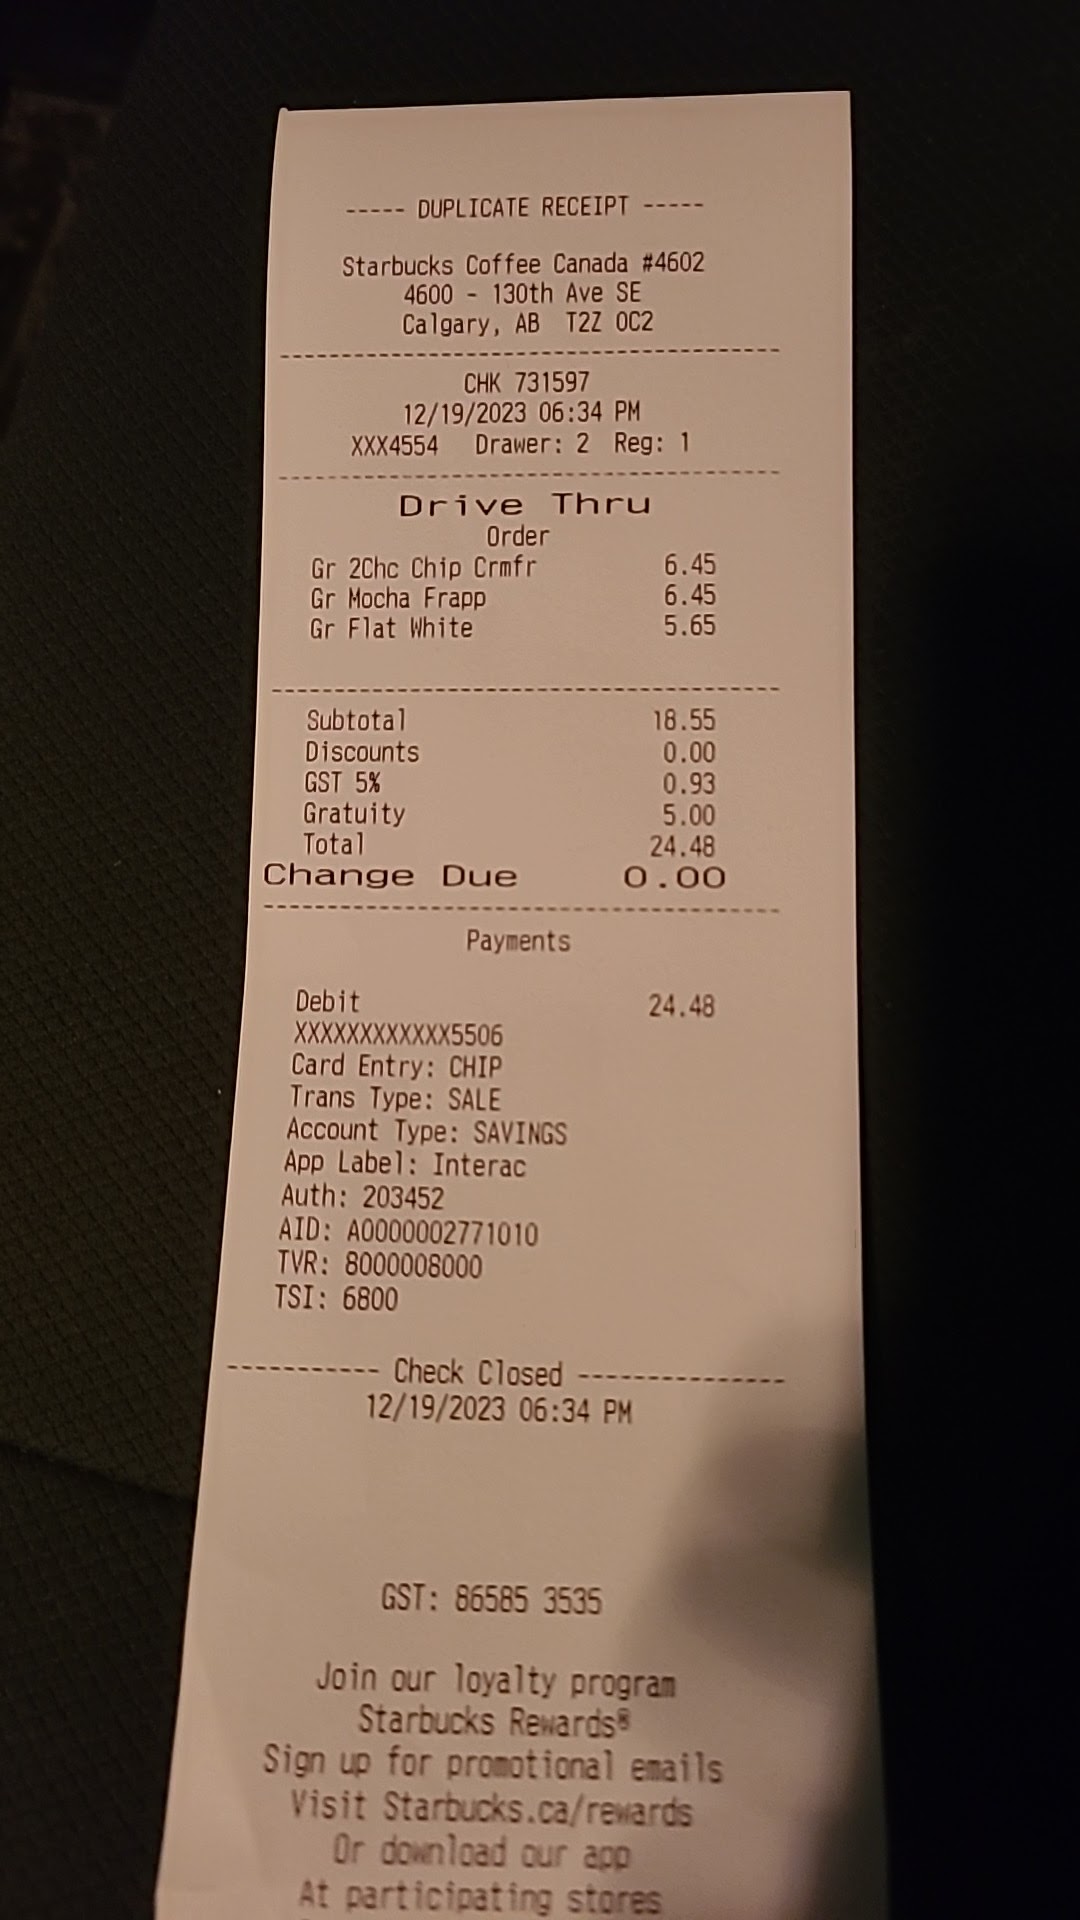 ----- DUPLICATE RECEIPT -----
Starbucks Coffee Canada #4602
4600 - 130th Ave SE
Calgary, AB T2Z 0C2
CHK 731597
12/19/2023 06:34 PM
XXX4554 Drawer: 2 Reg: 1
Drive Thru
Order
Gr 2Chc Chip Crmfr 6.45
Gr Mocha Frapp 6.45
Gr Flat White 5.65
Subtotal 18.55
Discounts 0.00
GST 5% 0.93
Gratuity 5.00
Total 24.48
Change Due 0.00
Payments
Debit 24.48
XXXXXXXXXXXX5506
Card Entry: CHIP
Trans Type: SALE
Account Type: SAVINGS
App Label: Interac
Auth: 203452
AID: A0000002771010
TVR: 8000008000
TSI: 6800
----------- Check Closed ---------------
12/19/2023 06:34 PM
GST: 86585 3535
Join our loyalty program
Starbucks Rewards®
Sign up for promotional emails
Visit Starbucks.ca/rewards
Or download our app
At participating stores